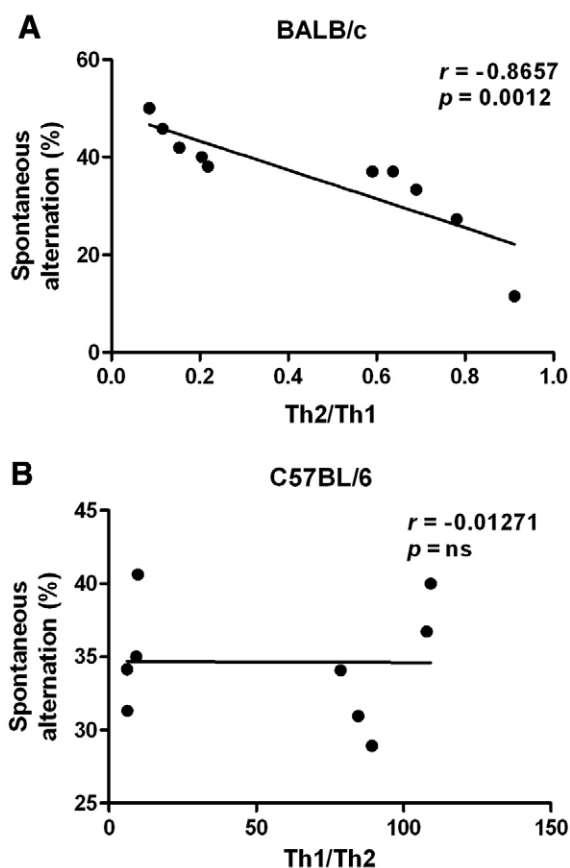 A
BALB/c
r = -0.8657
p = 0.0012
60
40
20
0
Spontaneous
alternation (%)
0.0 0.2 0.4 0.6 0.8 1.0
Th2/Th1
B
C57BL/6
r = -0.01271
p = ns
45
40
35
30
25
Spontaneous
alternation (%)
0 50 100 150
Th1/Th2